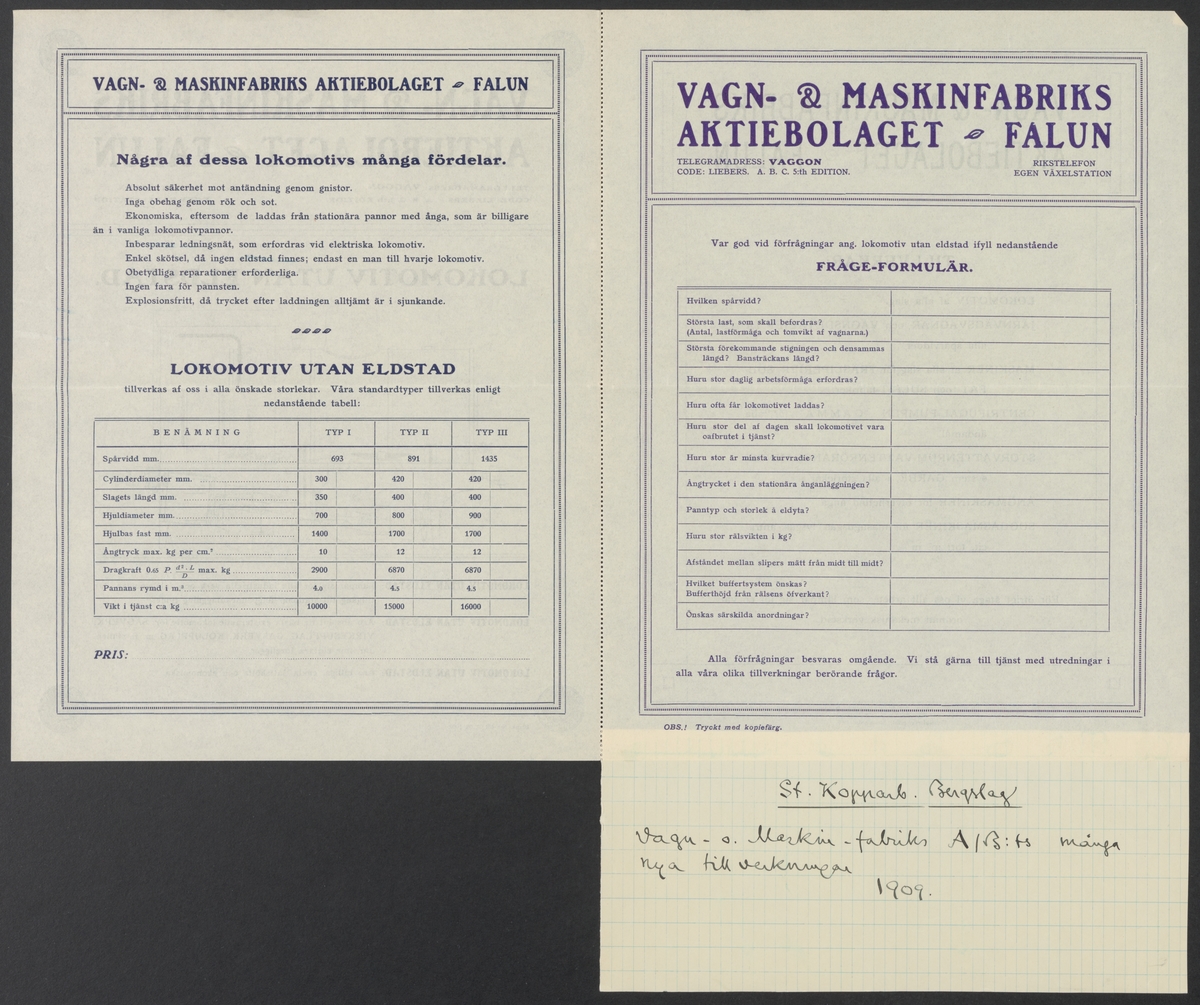 VAGN- & MASKINFABRIKS AKTIEBOLAGET FALUN
Några af dessa lokomotivs många fördelar.
Absolut säkerhet mot antändning genom gnistor.
Inga obehag genom rök och sot.
Ekonomiska, eftersom de laddas från stationära pannor med ånga, som är billigare
än i vanliga lokomotivpannor.
Inbesparar ledningsnät, som erfordras vid elektriska lokomotiv.
Enkel skötsel, då ingen eldstad finnes; endast en man till hvarje lokomotiv.
Obetydliga reparationer erforderliga.
Ingen fara för pannsten.
Explosionsfritt, då trycket efter laddningen alltjämt är i sjunkande.
LOKOMOTIV UTAN ELDSTAD
tillverkas af oss i alla önskade storlekar. Våra standardtyper tillverkas enligt
nedanstående tabell:
BENÄMNING TYP I TYP II TYP III
Spårvidd mm. 693 891 1435
Cylinderdiameter mm. 300 420 420
Slagets längd mm. 350 400 400
Hjuldiameter mm. 700 800 900
Hjulbas fast mm. 1400 1700 1700
Ångtryck max. kg per cm.² 10 12 12
Dragkraft 0.65 P. d² . L / D max. kg 2900 6870 6870
Pannans rymd i m.³ 4.0 4.5 4.5
Vikt i tjänst c:a kg 10000 15000 16000
PRIS:
VAGN- & MASKINFABRIKS
AKTIEBOLAGET FALUN
TELEGRAMADRESS: VAGGON RIKSTELEFON
CODE: LIEBERS. A. B. C. 5:th EDITION. EGEN VÄXELSTATION
Var god vid förfrågningar ang. lokomotiv utan eldstad ifyll nedanstående
FRÅGE-FORMULÄR.
Hvilken spårvidd?
Största last, som skall befordras?
(Antal, lastförmåga och tomvikt af vagnarna.)
Största förekommande stigningen och densammas
längd? Bansträckans längd?
Huru stor daglig arbetsförmåga erfordras?
Huru ofta får lokomotivet laddas?
Huru stor del af dagen skall lokomotivet vara
oafbrutet i tjänst?
Huru stor är minsta kurvradie?
Ångtrycket i den stationära ånganläggningen?
Panntyp och storlek å eldyta?
Huru stor rälsvikten i kg?
Afståndet mellan slipers mätt från midt till midt?
Hvilket buffertsystem önskas?
Bufferthöjd från rälsens öfverkant?
Önskas särskilda anordningar?
Alla förfrågningar besvaras omgående. Vi stå gärna till tjänst med utredningar i
alla våra olika tillverkningar berörande frågor.
OBS.! Tryckt med kopiefärg.
St. Kopparb. Bergslag
Vagn- o. Maskin-fabriks A/B:ts många
nya tillverkningar
1909.